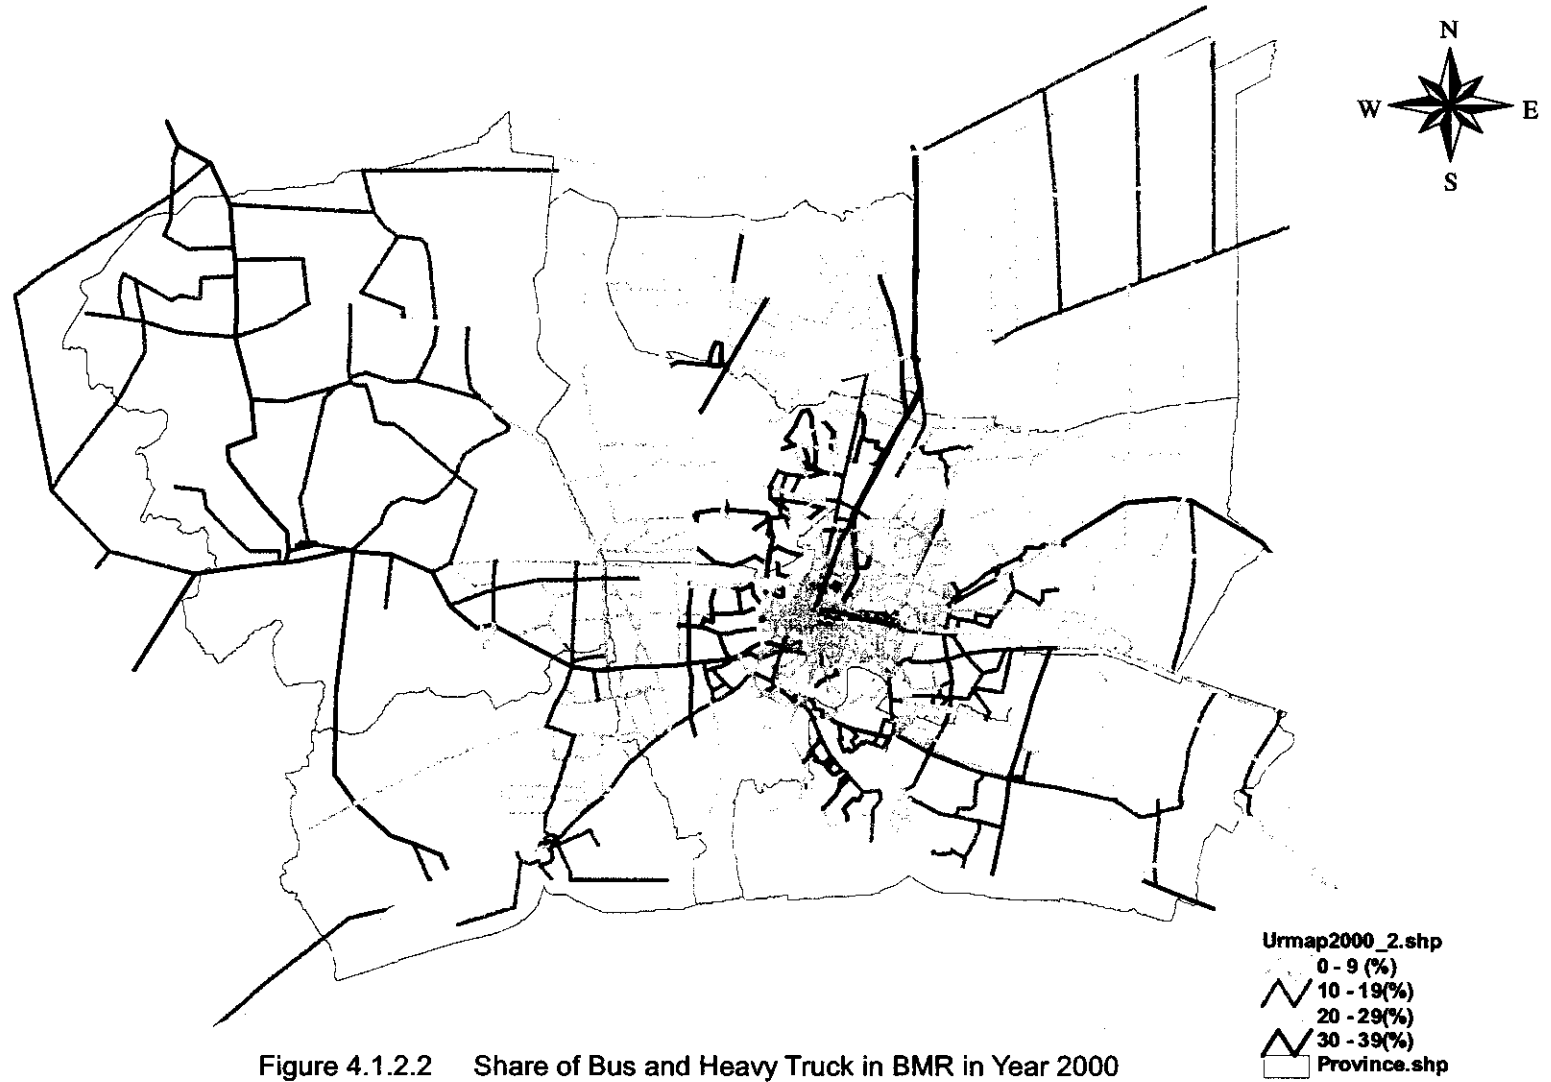 N
W E
S
Urmap2000_2.shp
0 - 9 (%)
10 - 19(%)
20 - 29(%)
30 - 39(%)
Province.shp
Figure 4.1.2.2 Share of Bus and Heavy Truck in BMR in Year 2000